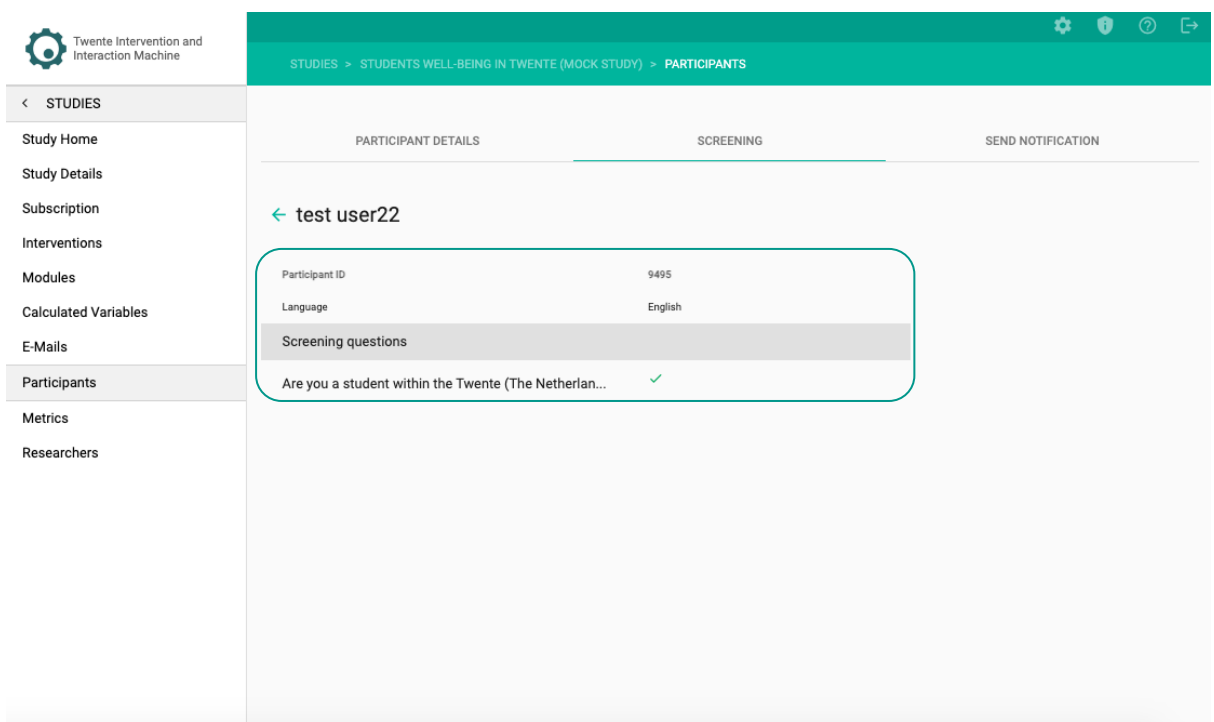 Twente Intervention and
Interaction Machine
STUDIES > STUDENTS WELL-BEING IN TWENTE (MOCK STUDY) > PARTICIPANTS
< STUDIES
Study Home
Study Details
Subscription
Interventions
Modules
Calculated Variables
E-Mails
Participants
Metrics
Researchers
PARTICIPANT DETAILS SCREENING SEND NOTIFICATION
← test user22
Participant ID 9495
Language English
Screening questions
Are you a student within the Twente (The Netherlan... ✓